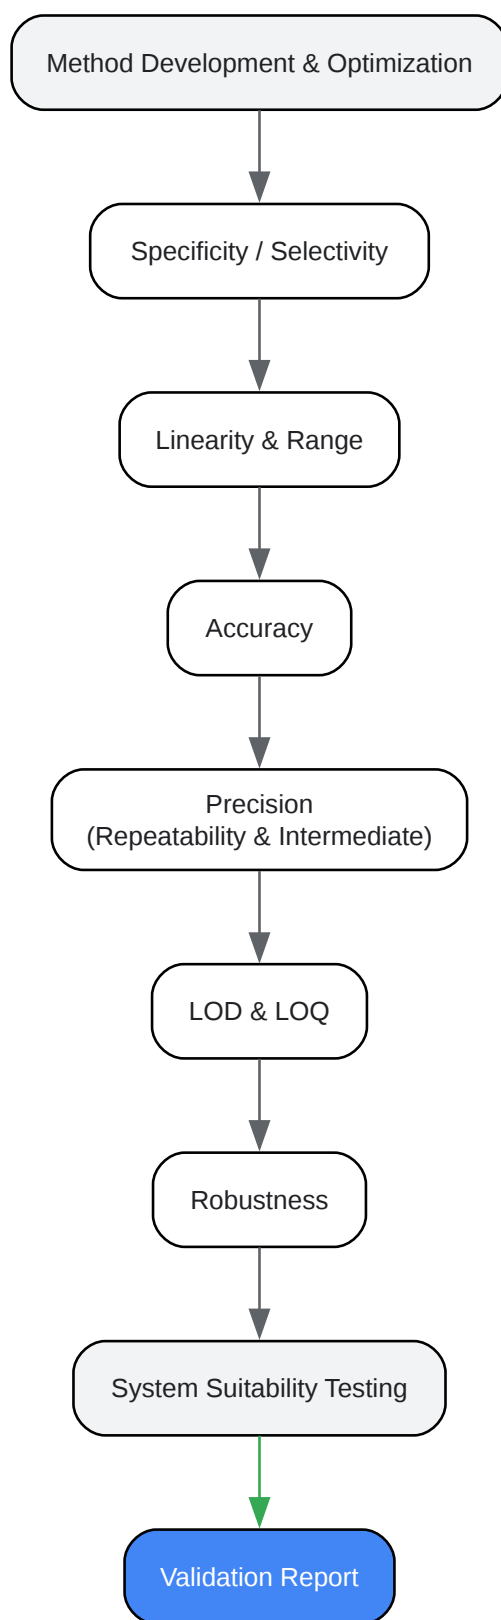 Method Development & Optimization
Specificity / Selectivity
Linearity & Range
Accuracy
Precision
(Repeatability & Intermediate)
LOD & LOQ
Robustness
System Suitability Testing
Validation Report